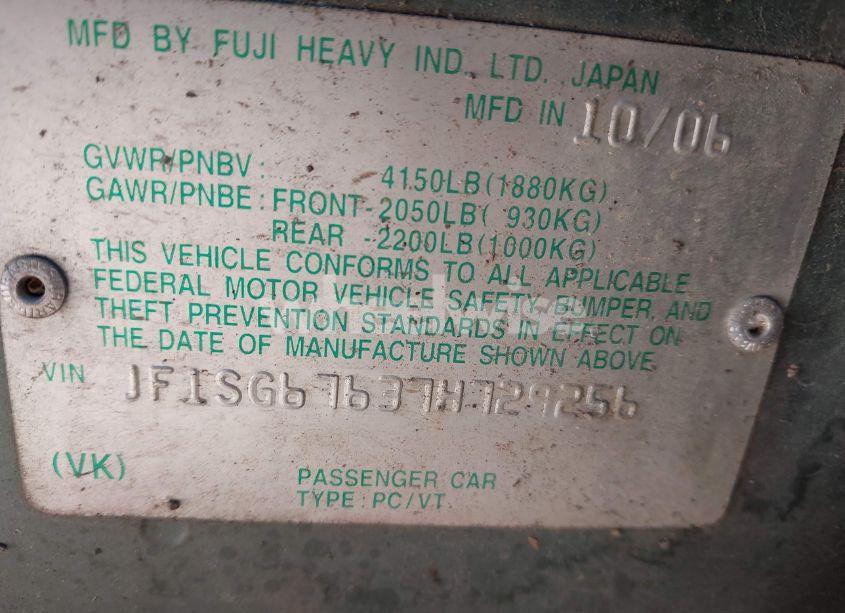 MFD BY FUJI HEAVY IND., LTD. JAPAN
MFD IN 10/06
GVWR/PNBV: 4150LB(1880KG)
GAWR/PNBE: FRONT-2050LB( 930KG)
REAR -2200LB(1000KG)
THIS VEHICLE CONFORMS TO ALL APPLICABLE
FEDERAL MOTOR VEHICLE SAFETY, BUMPER, AND
THEFT PREVENTION STANDARDS IN EFFECT ON
THE DATE OF MANUFACTURE SHOWN ABOVE.
VIN JF1SG67637H729256
(VK)
PASSENGER CAR
TYPE: PC/VT